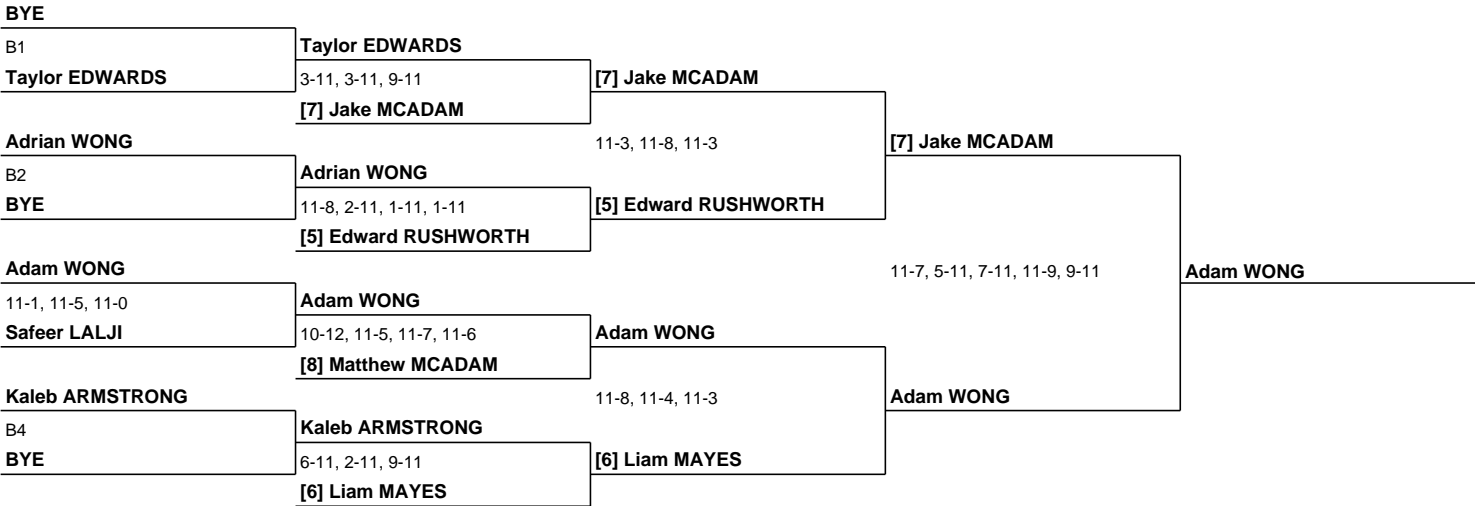 BYE
B1
Taylor EDWARDS
Taylor EDWARDS
3-11, 3-11, 9-11
[7] Jake MCADAM
[7] Jake MCADAM
Adrian WONG
11-3, 11-8, 11-3
[7] Jake MCADAM
B2
Adrian WONG
BYE
11-8, 2-11, 1-11, 1-11
[5] Edward RUSHWORTH
[5] Edward RUSHWORTH
Adam WONG
11-7, 5-11, 7-11, 11-9, 9-11
Adam WONG
11-1, 11-5, 11-0
Adam WONG
Safeer LALJI
10-12, 11-5, 11-7, 11-6
Adam WONG
[8] Matthew MCADAM
Kaleb ARMSTRONG
11-8, 11-4, 11-3
Adam WONG
B4
Kaleb ARMSTRONG
BYE
6-11, 2-11, 9-11
[6] Liam MAYES
[6] Liam MAYES